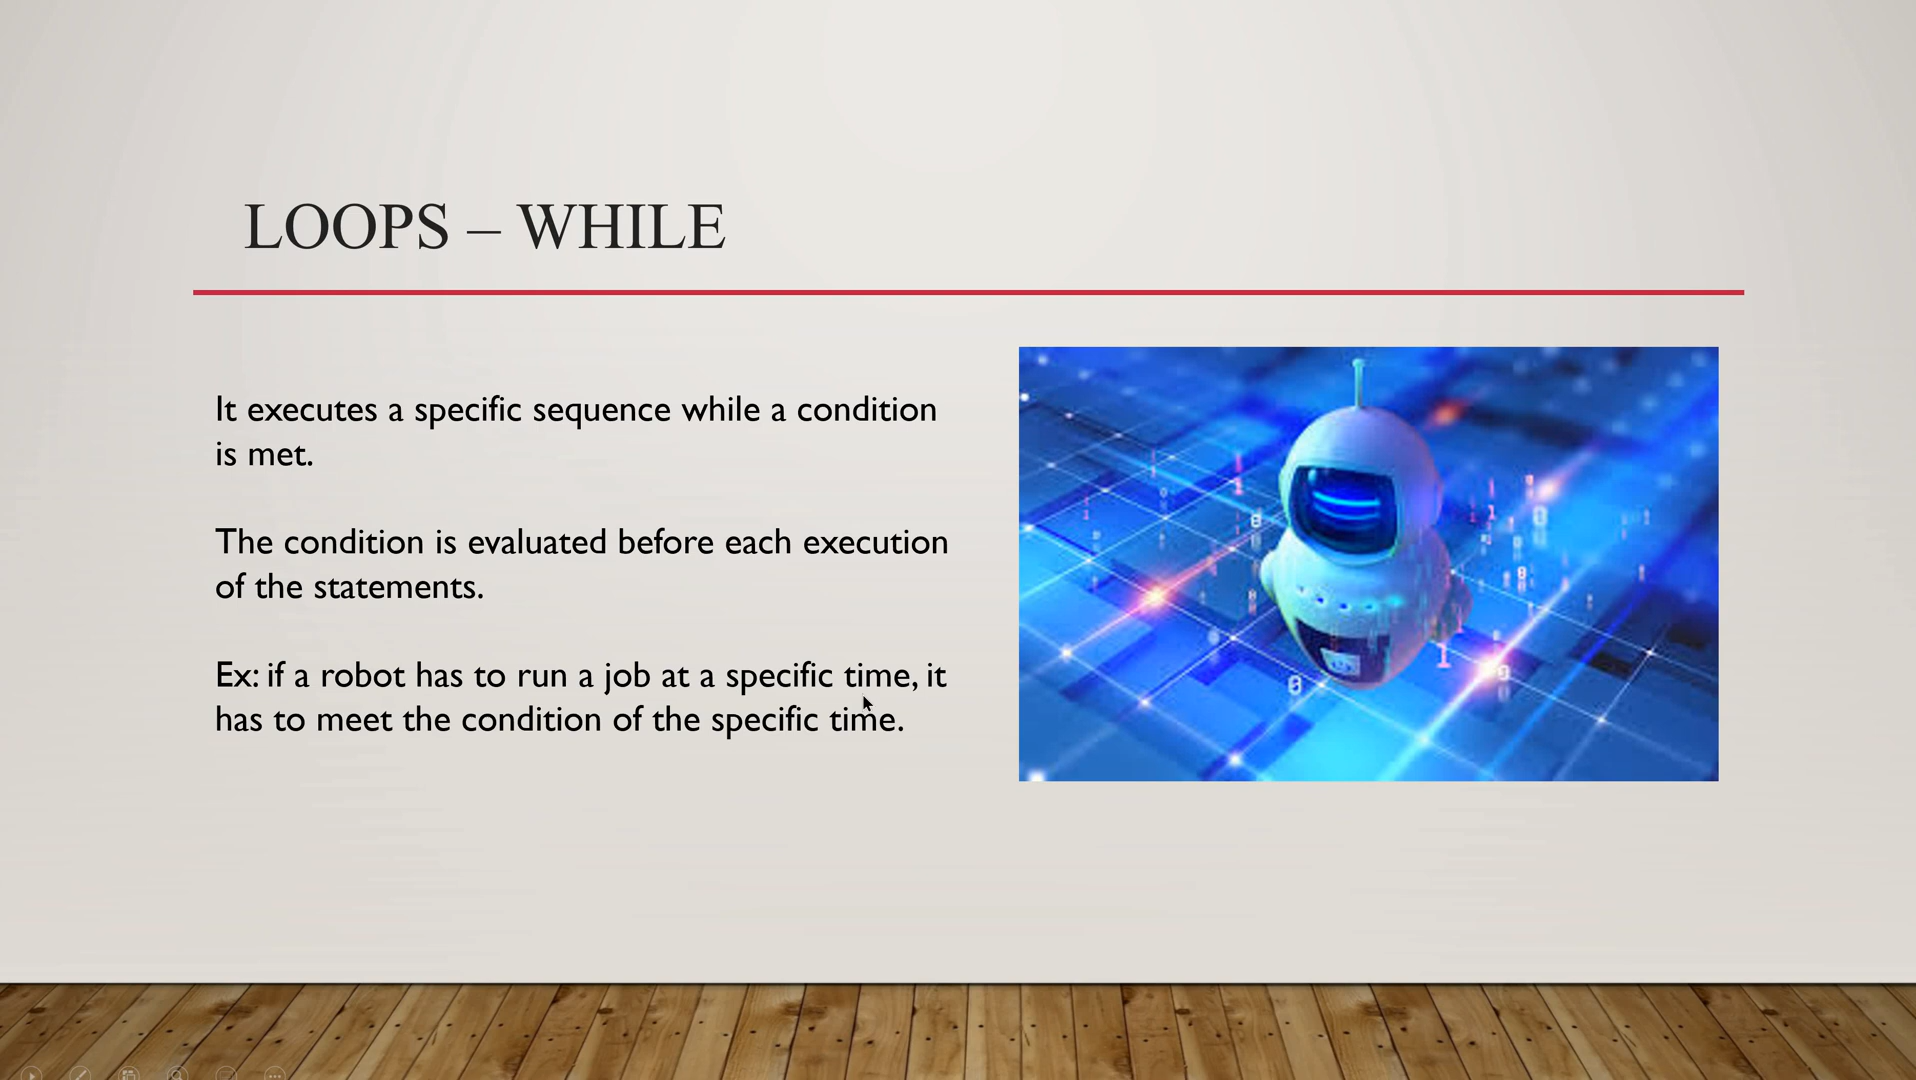 LOOPS – WHILE
It executes a specific sequence while a condition
is met.
The condition is evaluated before each execution
of the statements.
Ex: if a robot has to run a job at a specific time, it
has to meet the condition of the specific time.